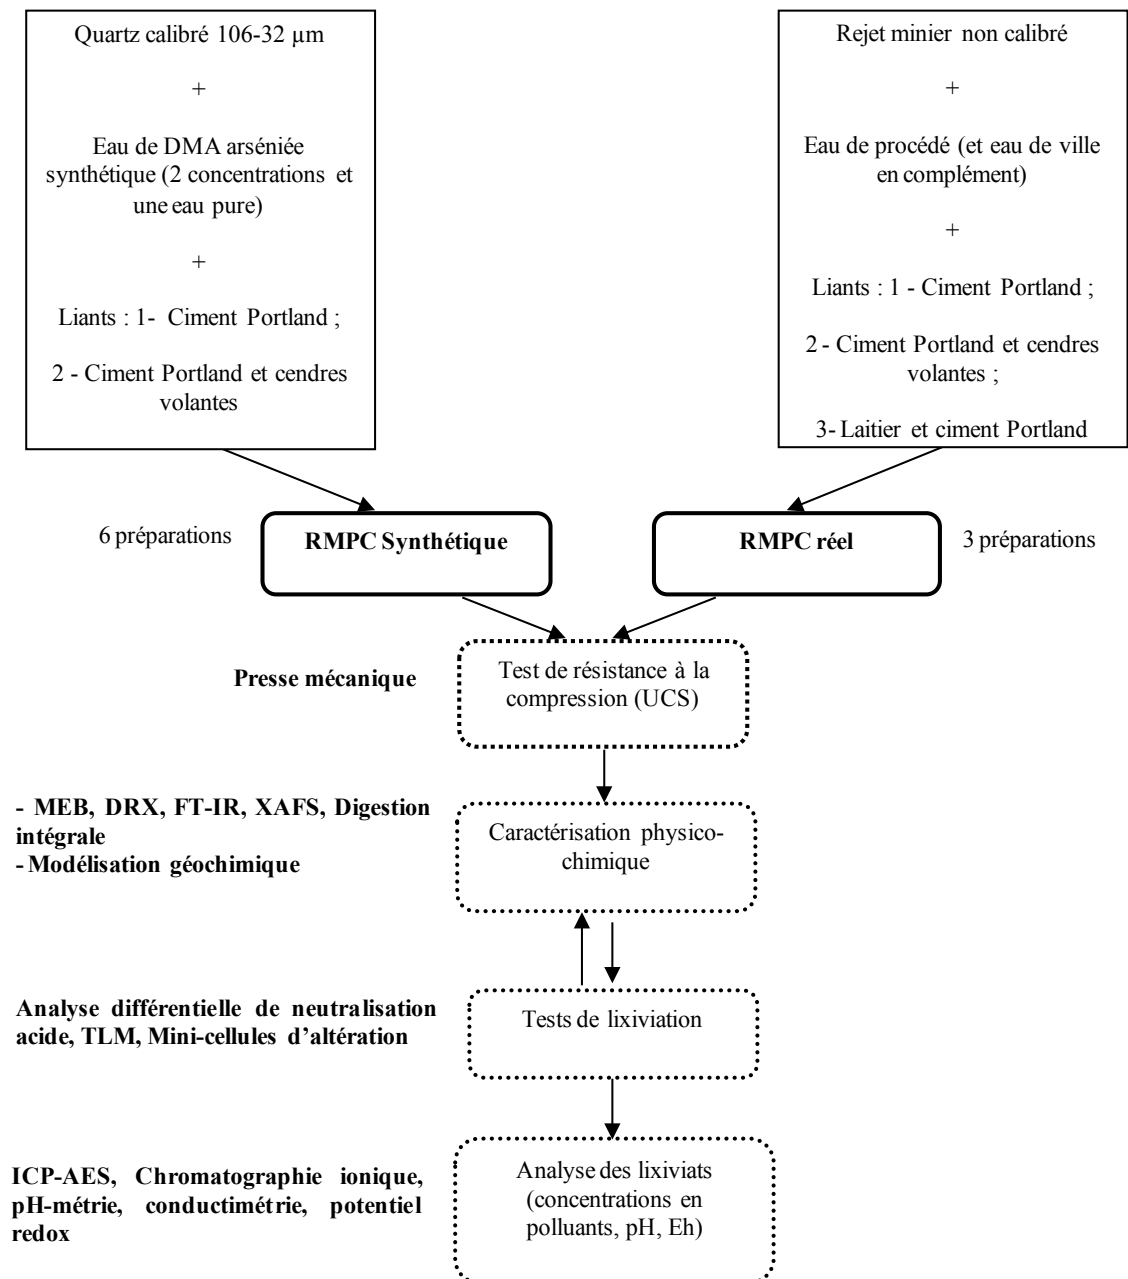 Quartz calibré 106-32 µm
+
Eau de DMA arséniée
synthétique (2 concentrations et
une eau pure)
+
Liants : 1- Ciment Portland ;
2 - Ciment Portland et cendres
volantes
Rejet minier non calibré
+
Eau de procédé (et eau de ville
en complément)
+
Liants : 1 - Ciment Portland ;
2 - Ciment Portland et cendres
volantes ;
3- Laitier et ciment Portland
6 préparations
RMPC Synthétique
RMPC réel
3 préparations
Presse mécanique
Test de résistance à la
compression (UCS)
- MEB, DRX, FT-IR, XAFS, Digestion
intégrale
- Modélisation géochimique
Caractérisation physico-
chimique
Analyse différentielle de neutralisation
acide, TLM, Mini-cellules d’altération
Tests de lixiviation
ICP-AES, Chromatographie ionique,
pH-métrie, conductimétrie, potentiel
redox
Analyse des lixiviats
(concentrations en
polluants, pH, Eh)